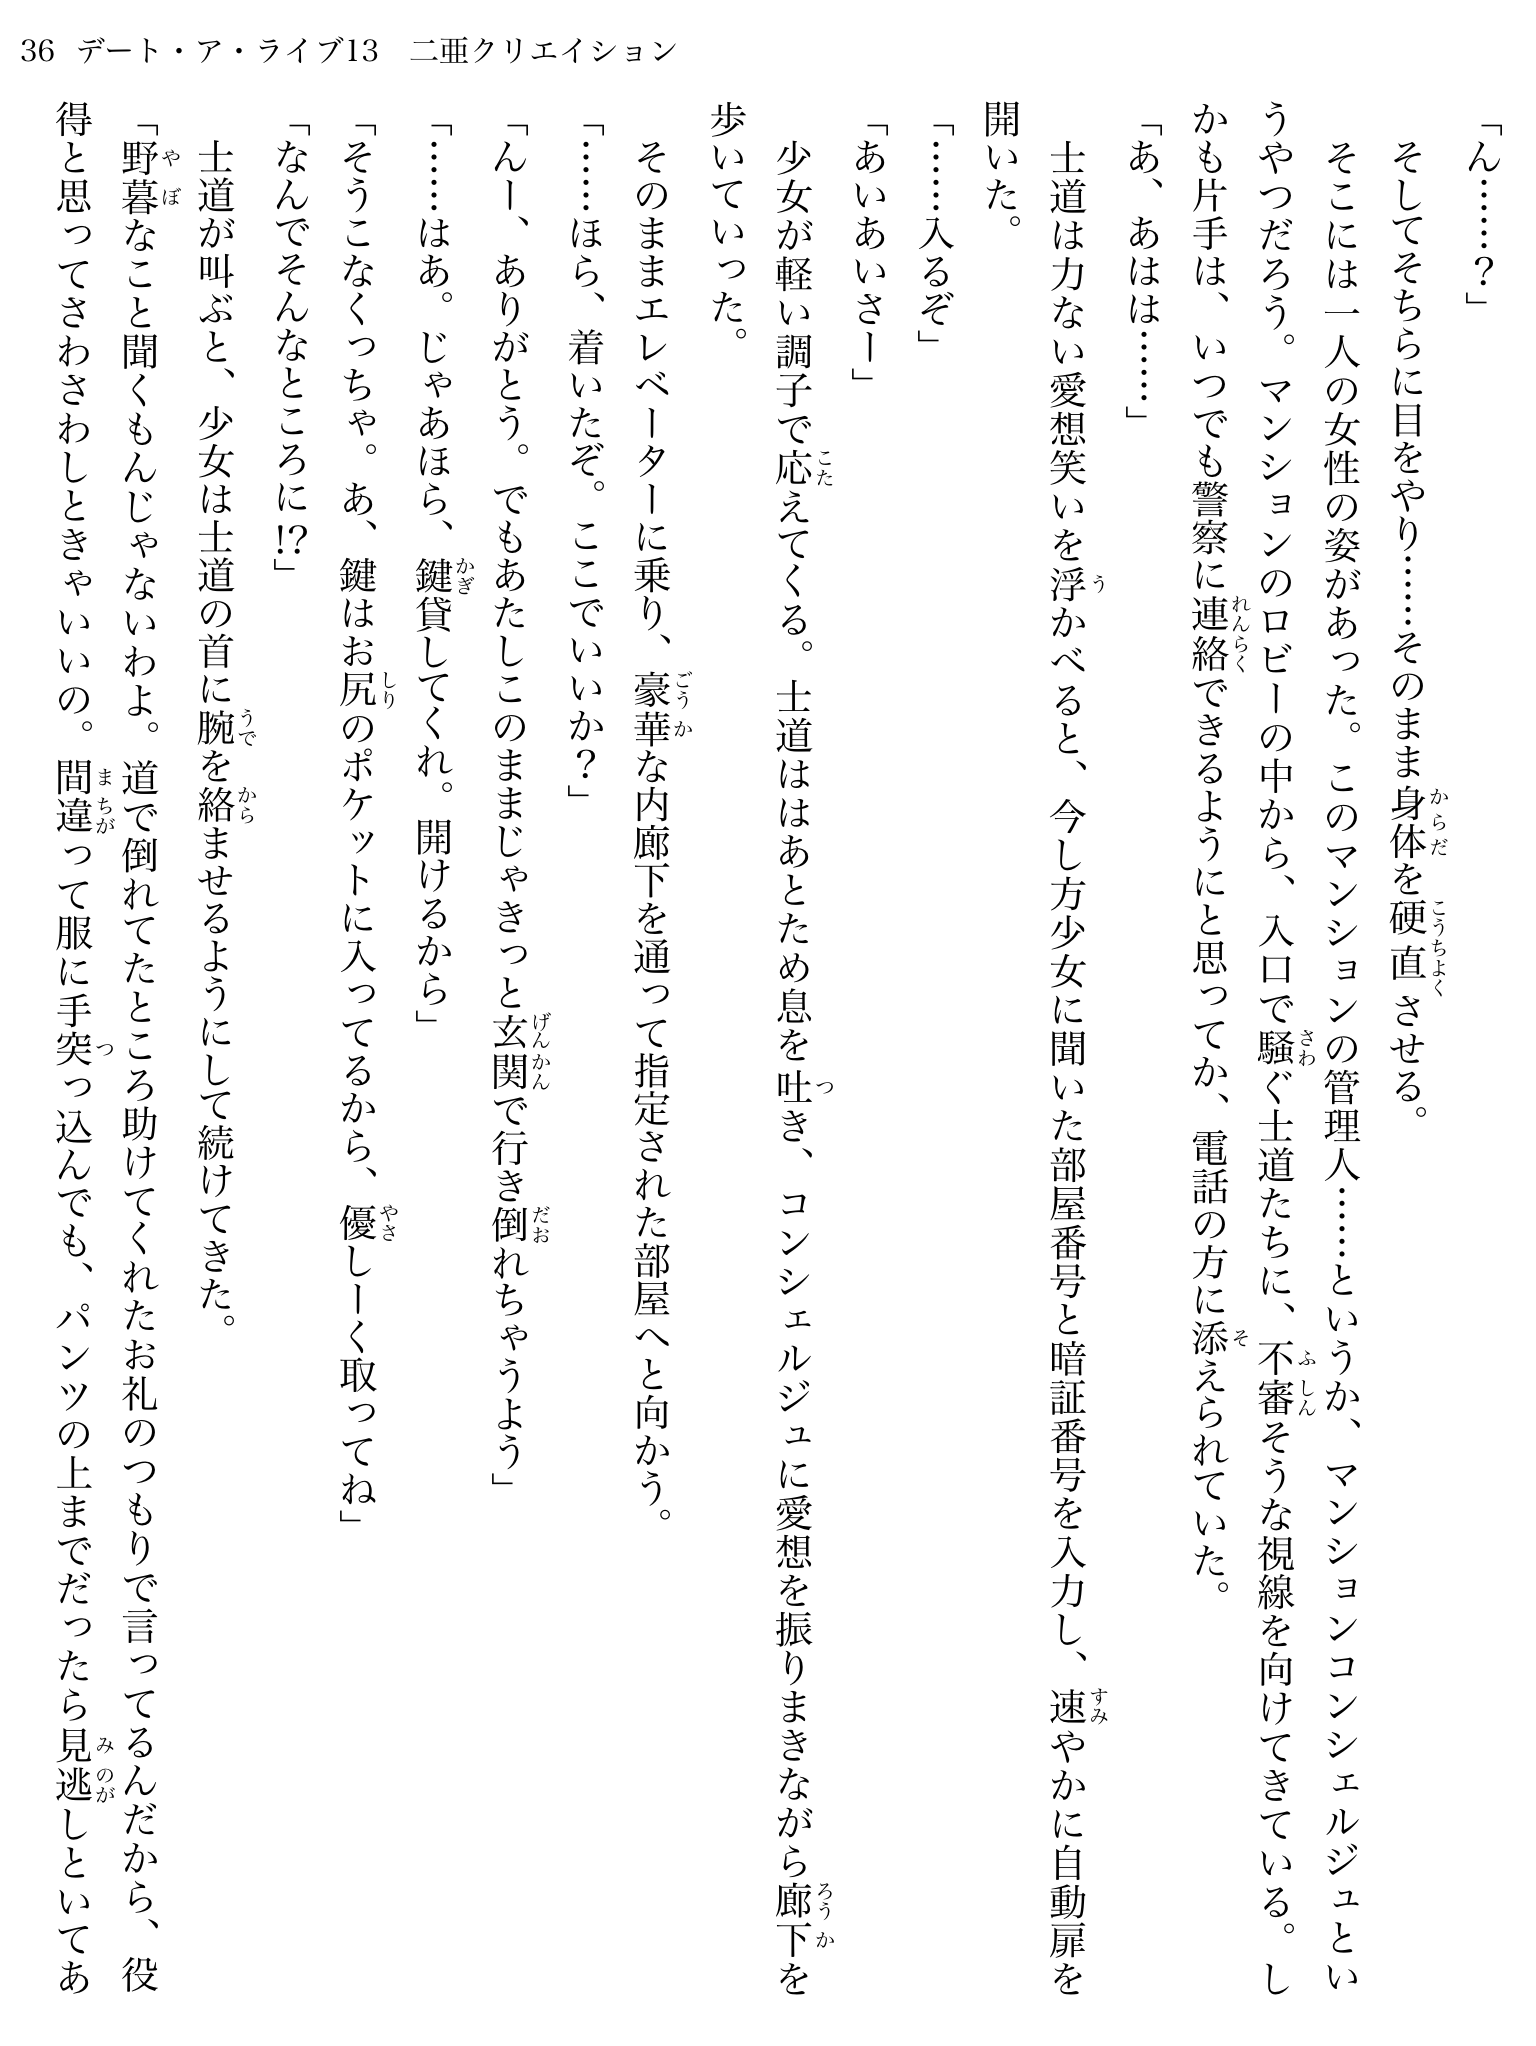 36 デート・ア・ライブ13 二亜クリエイション
「ん……？」
そしてそちらに目をやり……そのまま身体を硬直させる。
そこには一人の女性の姿があった。このマンションの管理人……というか、マンションコンシェルジュとい
うやつだろう。マンションのロビーの中から、入口で騒ぐ士道たちに、不審そうな視線を向けてきている。し
かも片手は、いつでも警察に連絡できるようにと思ってか、電話の方に添えられていた。
「あ、あはは……」
士道は力ない愛想笑いを浮かべると、今し方少女に聞いた部屋番号と暗証番号を入力し、速やかに自動扉を
開いた。
「……入るぞ」
「あいあいさー」
少女が軽い調子で応えてくる。士道ははあとため息を吐き、コンシェルジュに愛想を振りまきながら廊下を
歩いていった。
そのままエレベーターに乗り、豪華な内廊下を通って指定された部屋へと向かう。
「……ほら、着いたぞ。ここでいいか？」
「んー、ありがとう。でもあたしこのままじゃきっと玄関で行き倒れちゃうよう」
「……はあ。じゃあほら、鍵貸してくれ。開けるから」
「そうこなくっちゃ。あ、鍵はお尻のポケットに入ってるから、優しーく取ってね」
「なんでそんなところに!?」
士道が叫ぶと、少女は士道の首に腕を絡ませるようにして続けてきた。
「野暮なこと聞くもんじゃないわよ。道で倒れてたところ助けてくれたお礼のつもりで言ってるんだから、役
得と思ってさわさわしときゃいいの。間違って服に手突っ込んでも、パンツの上までだったら見逃しといてあ